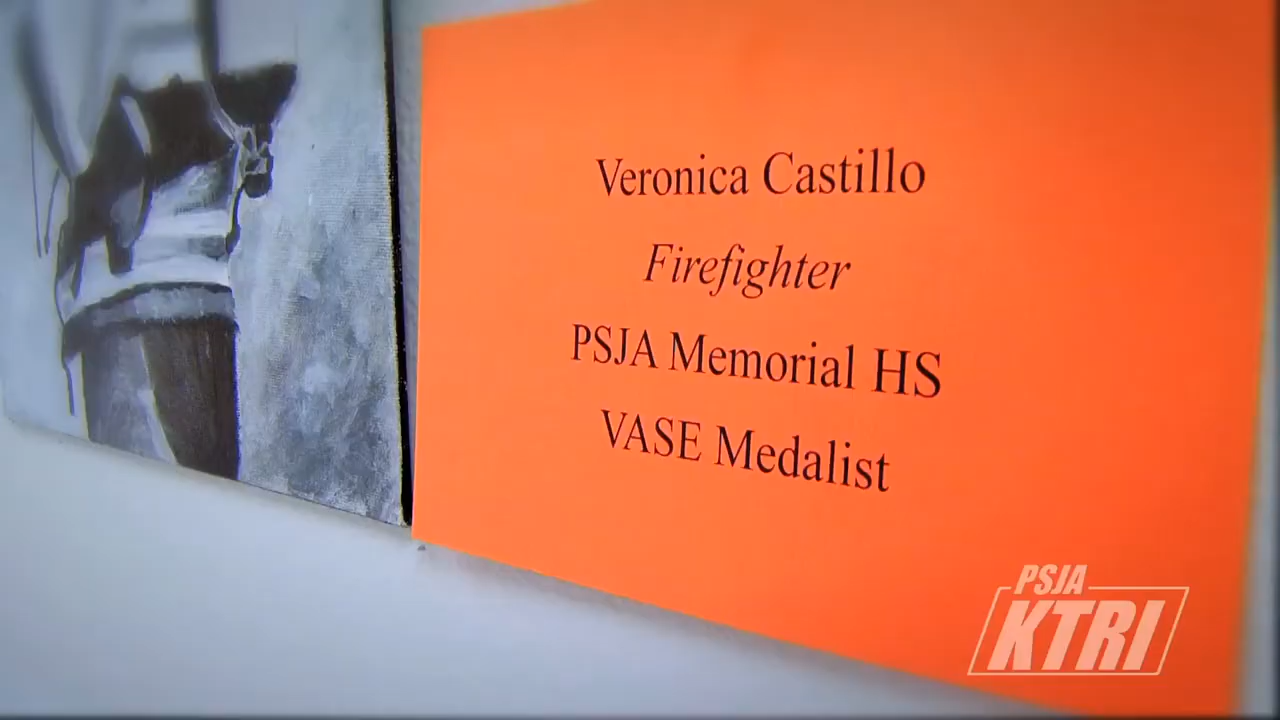 Veronica Castillo
Firefighter
PSJA Memorial HS
VASE Medalist
PSJA
KTRI